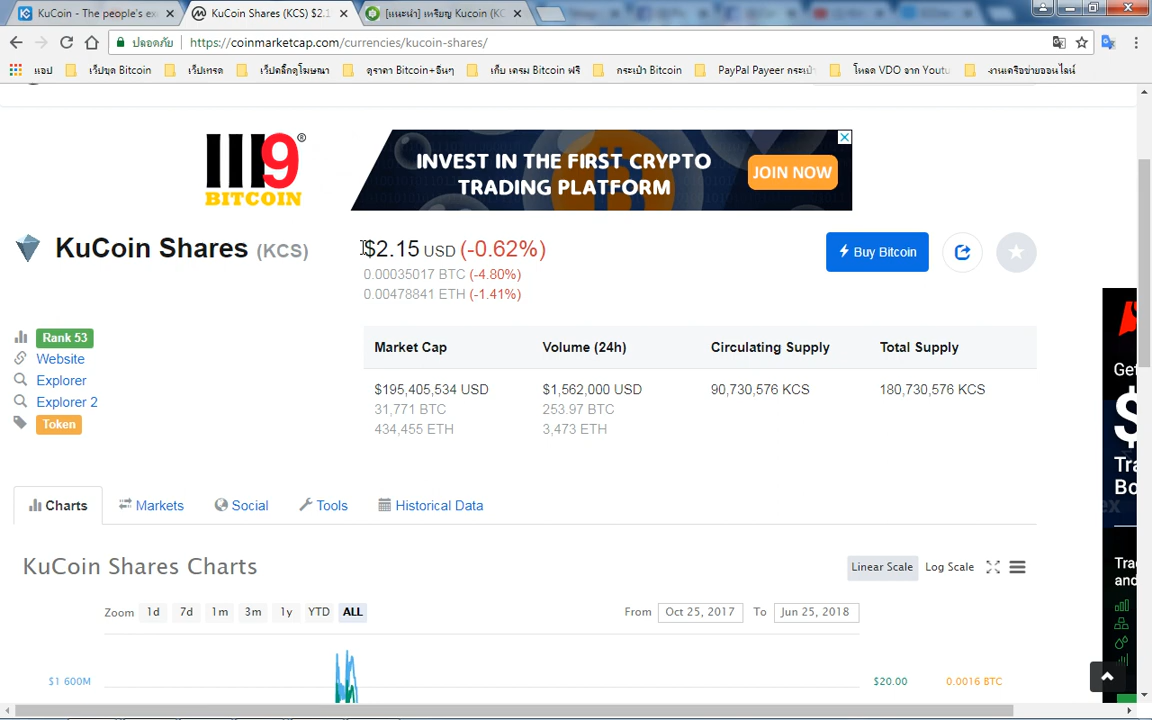 KuCoin - The people's ex
KuCoin Shares (KCS) $2.1
[แนะนำ] เหรียญ Kucoin (KC
ปลอดภัย
https://coinmarketcap.com/currencies/kucoin-shares/
แอป
เว็ปขุด Bitcoin
เว็ปเทรด
เว็ปคลิ๊กดูโฆษณา
ดูราคา Bitcoin+อื่นๆ
เก็บ เครม Bitcoin ฟรี
กระเป๋า Bitcoin
PayPal Payeer กระเป๋
โหลด VDO จาก Youtu
งานเครือข่ายออนไลน์
1119®
BITCOIN
INVEST IN THE FIRST CRYPTO
TRADING PLATFORM
JOIN NOW
KuCoin Shares (KCS)
$2.15 USD (-0.62%)
0.00035017 BTC (-4.80%)
0.00478841 ETH (-1.41%)
Buy Bitcoin
Rank 53
Website
Explorer
Explorer 2
Token
Market Cap Volume (24h) Circulating Supply Total Supply
$195,405,534 USD $1,562,000 USD 90,730,576 KCS 180,730,576 KCS
31,771 BTC 253.97 BTC
434,455 ETH 3,473 ETH
Get
$
Tra
Bo
ex
Tra
and
Charts Markets Social Tools Historical Data
KuCoin Shares Charts
Linear Scale Log Scale
Zoom 1d 7d 1m 3m 1y YTD ALL From Oct 25, 2017 To Jun 25, 2018
$1 600M $20.00 0.0016 BTC